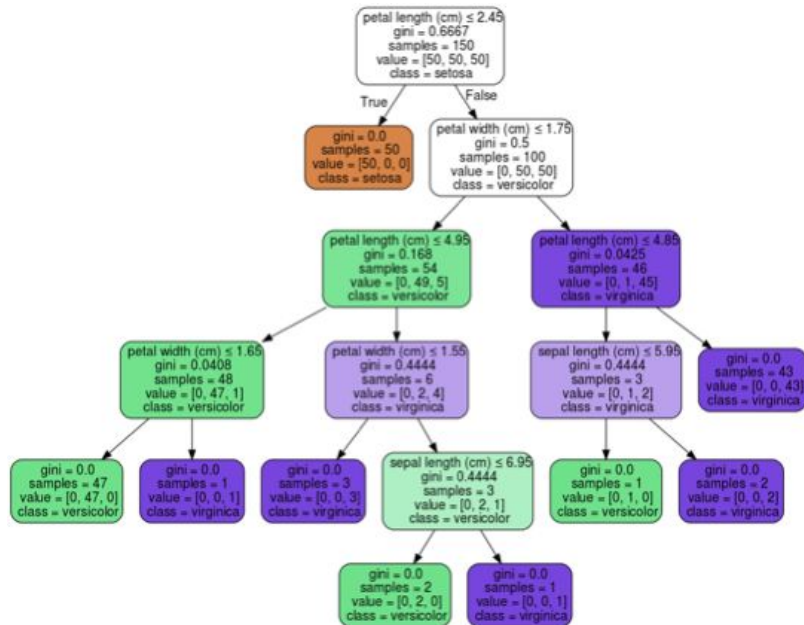 petal length (cm) ≤ 2.45
gini = 0.6667
samples = 150
value = [50, 50, 50]
class = setosa
True
False
gini = 0.0
samples = 50
value = [50, 0, 0]
class = setosa
petal width (cm) ≤ 1.75
gini = 0.5
samples = 100
value = [0, 50, 50]
class = versicolor
petal length (cm) ≤ 4.95
gini = 0.168
samples = 54
value = [0, 49, 5]
class = versicolor
petal length (cm) ≤ 4.85
gini = 0.0425
samples = 46
value = [0, 1, 45]
class = virginica
petal width (cm) ≤ 1.65
gini = 0.0408
samples = 48
value = [0, 47, 1]
class = versicolor
petal width (cm) ≤ 1.55
gini = 0.4444
samples = 6
value = [0, 2, 4]
class = virginica
sepal length (cm) ≤ 5.95
gini = 0.4444
samples = 3
value = [0, 1, 2]
class = virginica
gini = 0.0
samples = 43
value = [0, 0, 43]
class = virginica
gini = 0.0
samples = 47
value = [0, 47, 0]
class = versicolor
gini = 0.0
samples = 1
value = [0, 0, 1]
class = virginica
gini = 0.0
samples = 3
value = [0, 0, 3]
class = virginica
sepal length (cm) ≤ 6.95
gini = 0.4444
samples = 3
value = [0, 2, 1]
class = versicolor
gini = 0.0
samples = 1
value = [0, 1, 0]
class = versicolor
gini = 0.0
samples = 2
value = [0, 0, 2]
class = virginica
gini = 0.0
samples = 2
value = [0, 2, 0]
class = versicolor
gini = 0.0
samples = 1
value = [0, 0, 1]
class = virginica